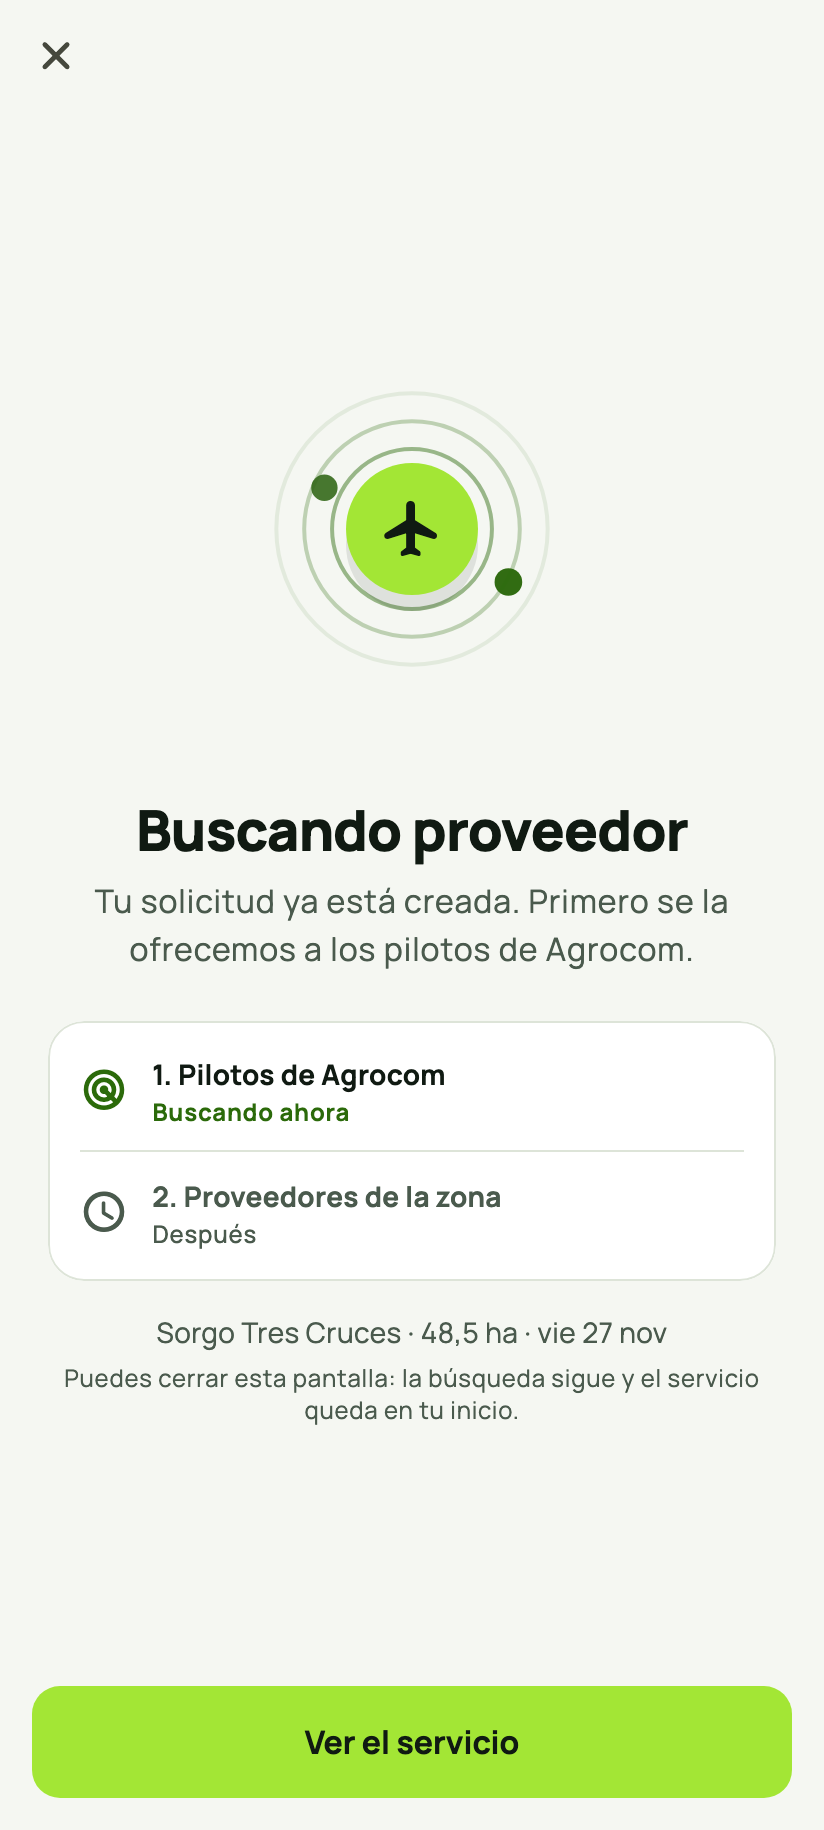 Buscando proveedor
Tu solicitud ya está creada. Primero se la
ofrecemos a los pilotos de Agrocom.
1. Pilotos de Agrocom
Buscando ahora
2. Proveedores de la zona
Después
Sorgo Tres Cruces · 48,5 ha · vie 27 nov
Puedes cerrar esta pantalla: la búsqueda sigue y el servicio
queda en tu inicio.
Ver el servicio